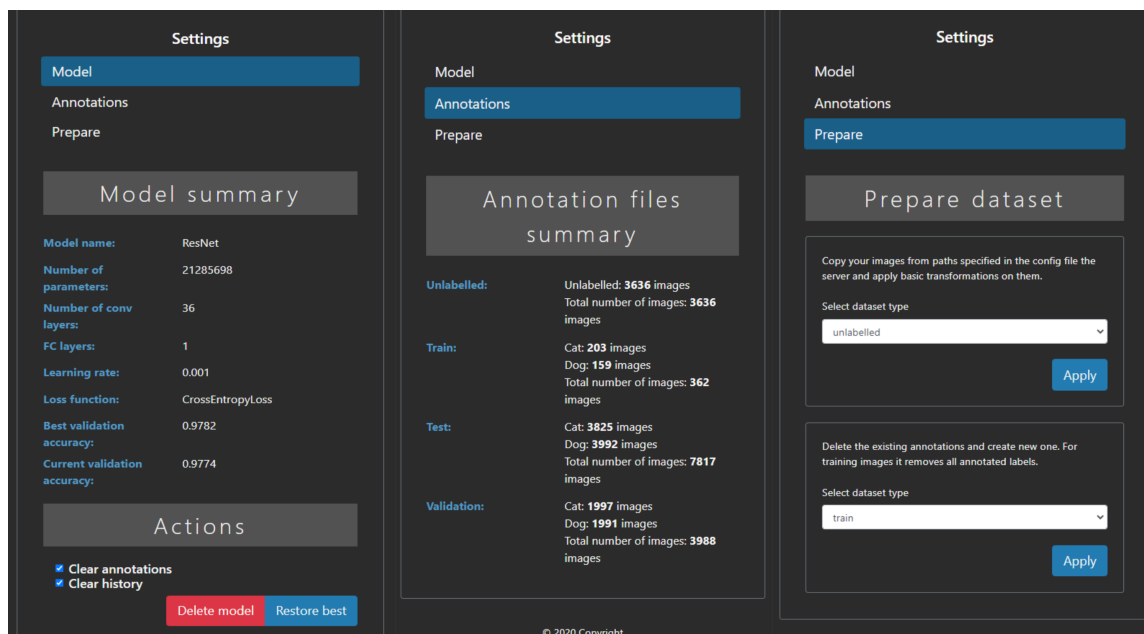 Settings
Model
Annotations
Prepare
Model summary
Model name: ResNet
Number of 21285698
parameters:
Number of conv 36
layers:
FC layers: 1
Learning rate: 0.001
Loss function: CrossEntropyLoss
Best validation 0.9782
accuracy:
Current validation 0.9774
accuracy:
Actions
Clear annotations
Clear history
Delete model Restore best
Settings
Model
Annotations
Prepare
Annotation files
summary
Unlabelled: Unlabelled: 3636 images
Total number of images: 3636
images
Train: Cat: 203 images
Dog: 159 images
Total number of images: 362
images
Test: Cat: 3825 images
Dog: 3992 images
Total number of images: 7817
images
Validation: Cat: 1997 images
Dog: 1991 images
Total number of images: 3988
images
© 2020 Copyright
Settings
Model
Annotations
Prepare
Prepare dataset
Copy your images from paths specified in the config file the
server and apply basic transformations on them.
Select dataset type
unlabelled
Apply
Delete the existing annotations and create new one. For
training images it removes all annotated labels.
Select dataset type
train
Apply